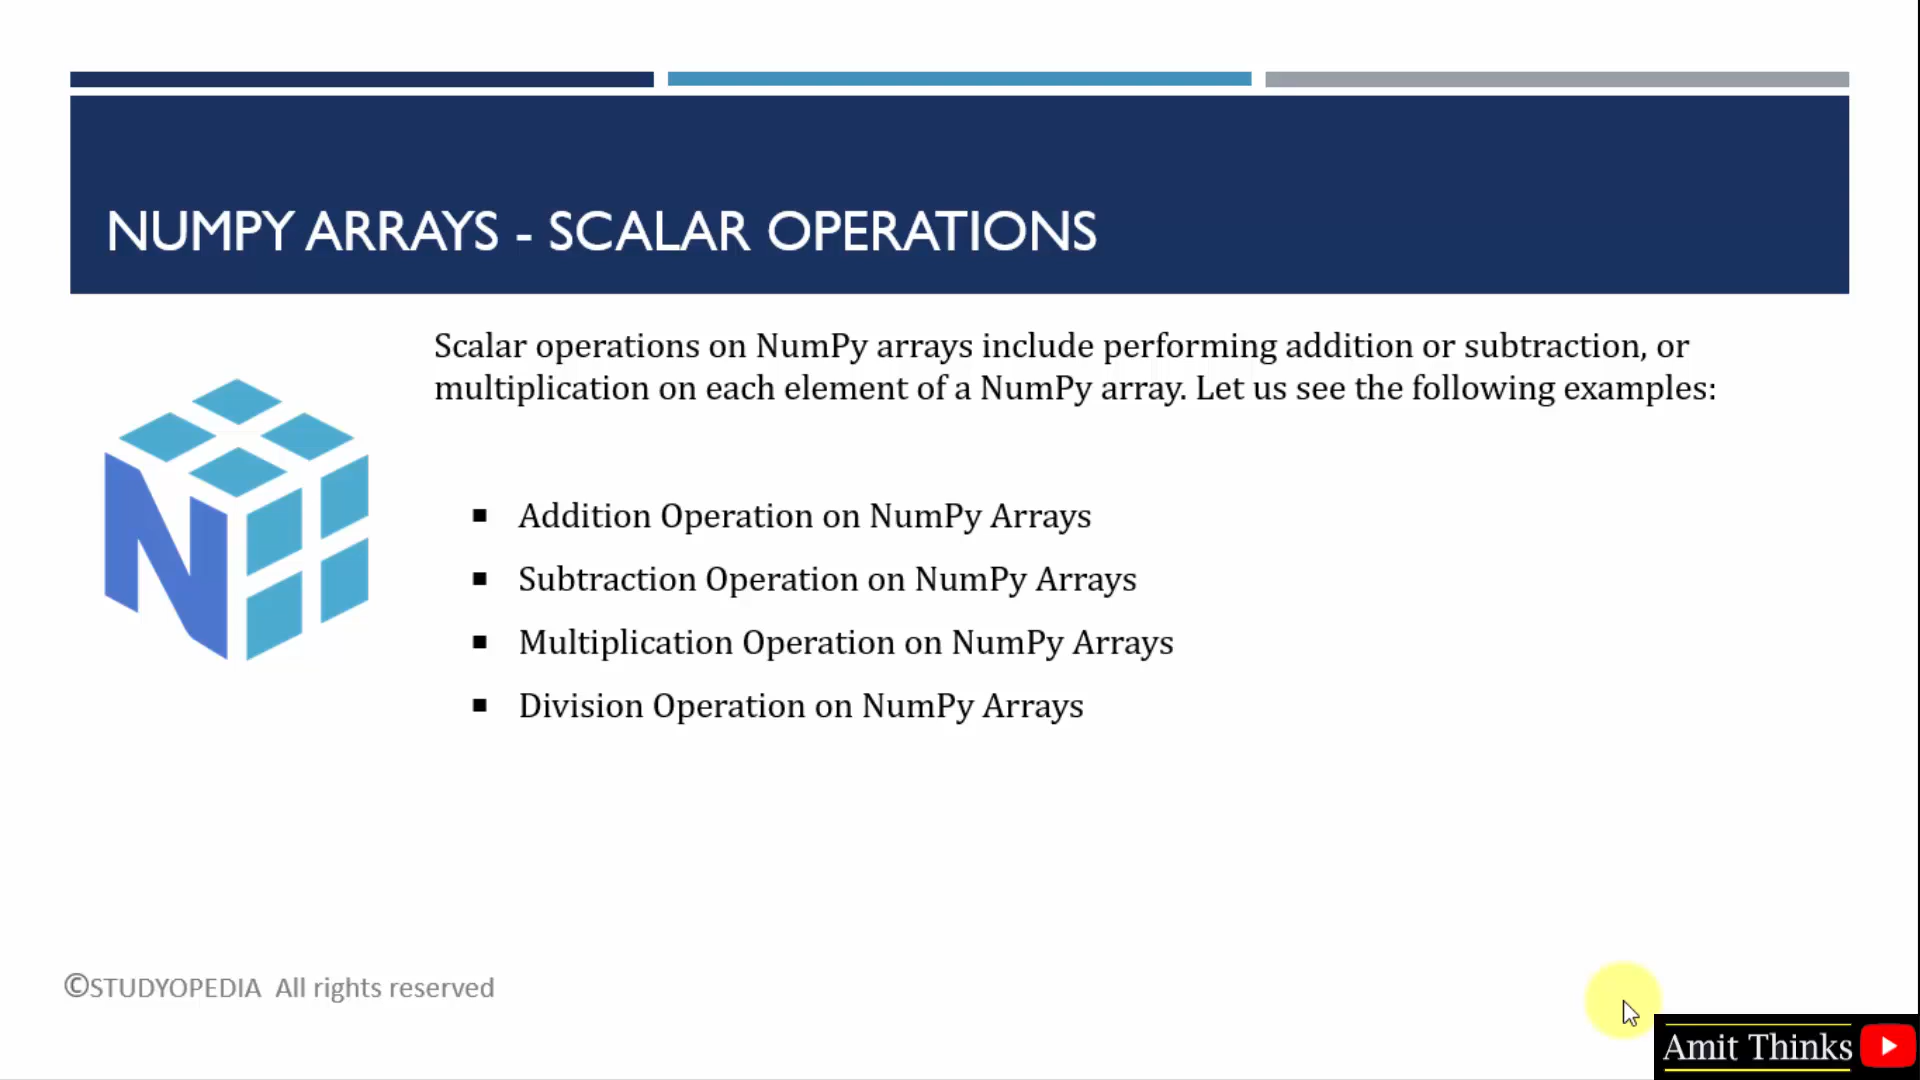 NUMPY ARRAYS - SCALAR OPERATIONS
Scalar operations on NumPy arrays include performing addition or subtraction, or
multiplication on each element of a NumPy array. Let us see the following examples:
▪ Addition Operation on NumPy Arrays
▪ Subtraction Operation on NumPy Arrays
▪ Multiplication Operation on NumPy Arrays
▪ Division Operation on NumPy Arrays
©STUDYOPEDIA All rights reserved
Amit Thinks